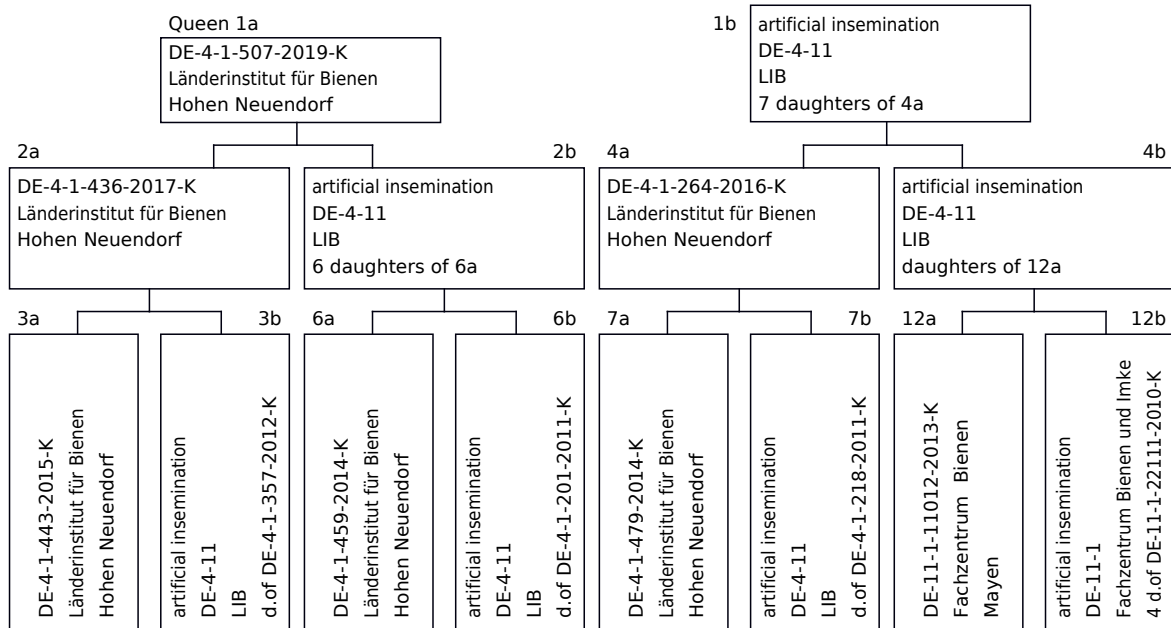 Queen 1a
DE-4-1-507-2019-K
Länderinstitut für Bienen
Hohen Neuendorf
1b
artificial insemination
DE-4-11
LIB
7 daughters of 4a
2a
DE-4-1-436-2017-K
Länderinstitut für Bienen
Hohen Neuendorf
2b
artificial insemination
DE-4-11
LIB
6 daughters of 6a
4a
DE-4-1-264-2016-K
Länderinstitut für Bienen
Hohen Neuendorf
4b
artificial insemination
DE-4-11
LIB
daughters of 12a
3a
DE-4-1-443-2015-K
Länderinstitut für Bienen
Hohen Neuendorf
3b
artificial insemination
DE-4-11
LIB
d.of DE-4-1-357-2012-K
6a
DE-4-1-459-2014-K
Länderinstitut für Bienen
Hohen Neuendorf
6b
artificial insemination
DE-4-11
LIB
d.of DE-4-1-201-2011-K
7a
DE-4-1-479-2014-K
Länderinstitut für Bienen
Hohen Neuendorf
7b
artificial insemination
DE-4-11
LIB
d.of DE-4-1-218-2011-K
12a
DE-11-1-11012-2013-K
Fachzentrum Bienen
Mayen
12b
artificial insemination
DE-11-1
Fachzentrum Bienen und Imke
4 d.of DE-11-1-22111-2010-K